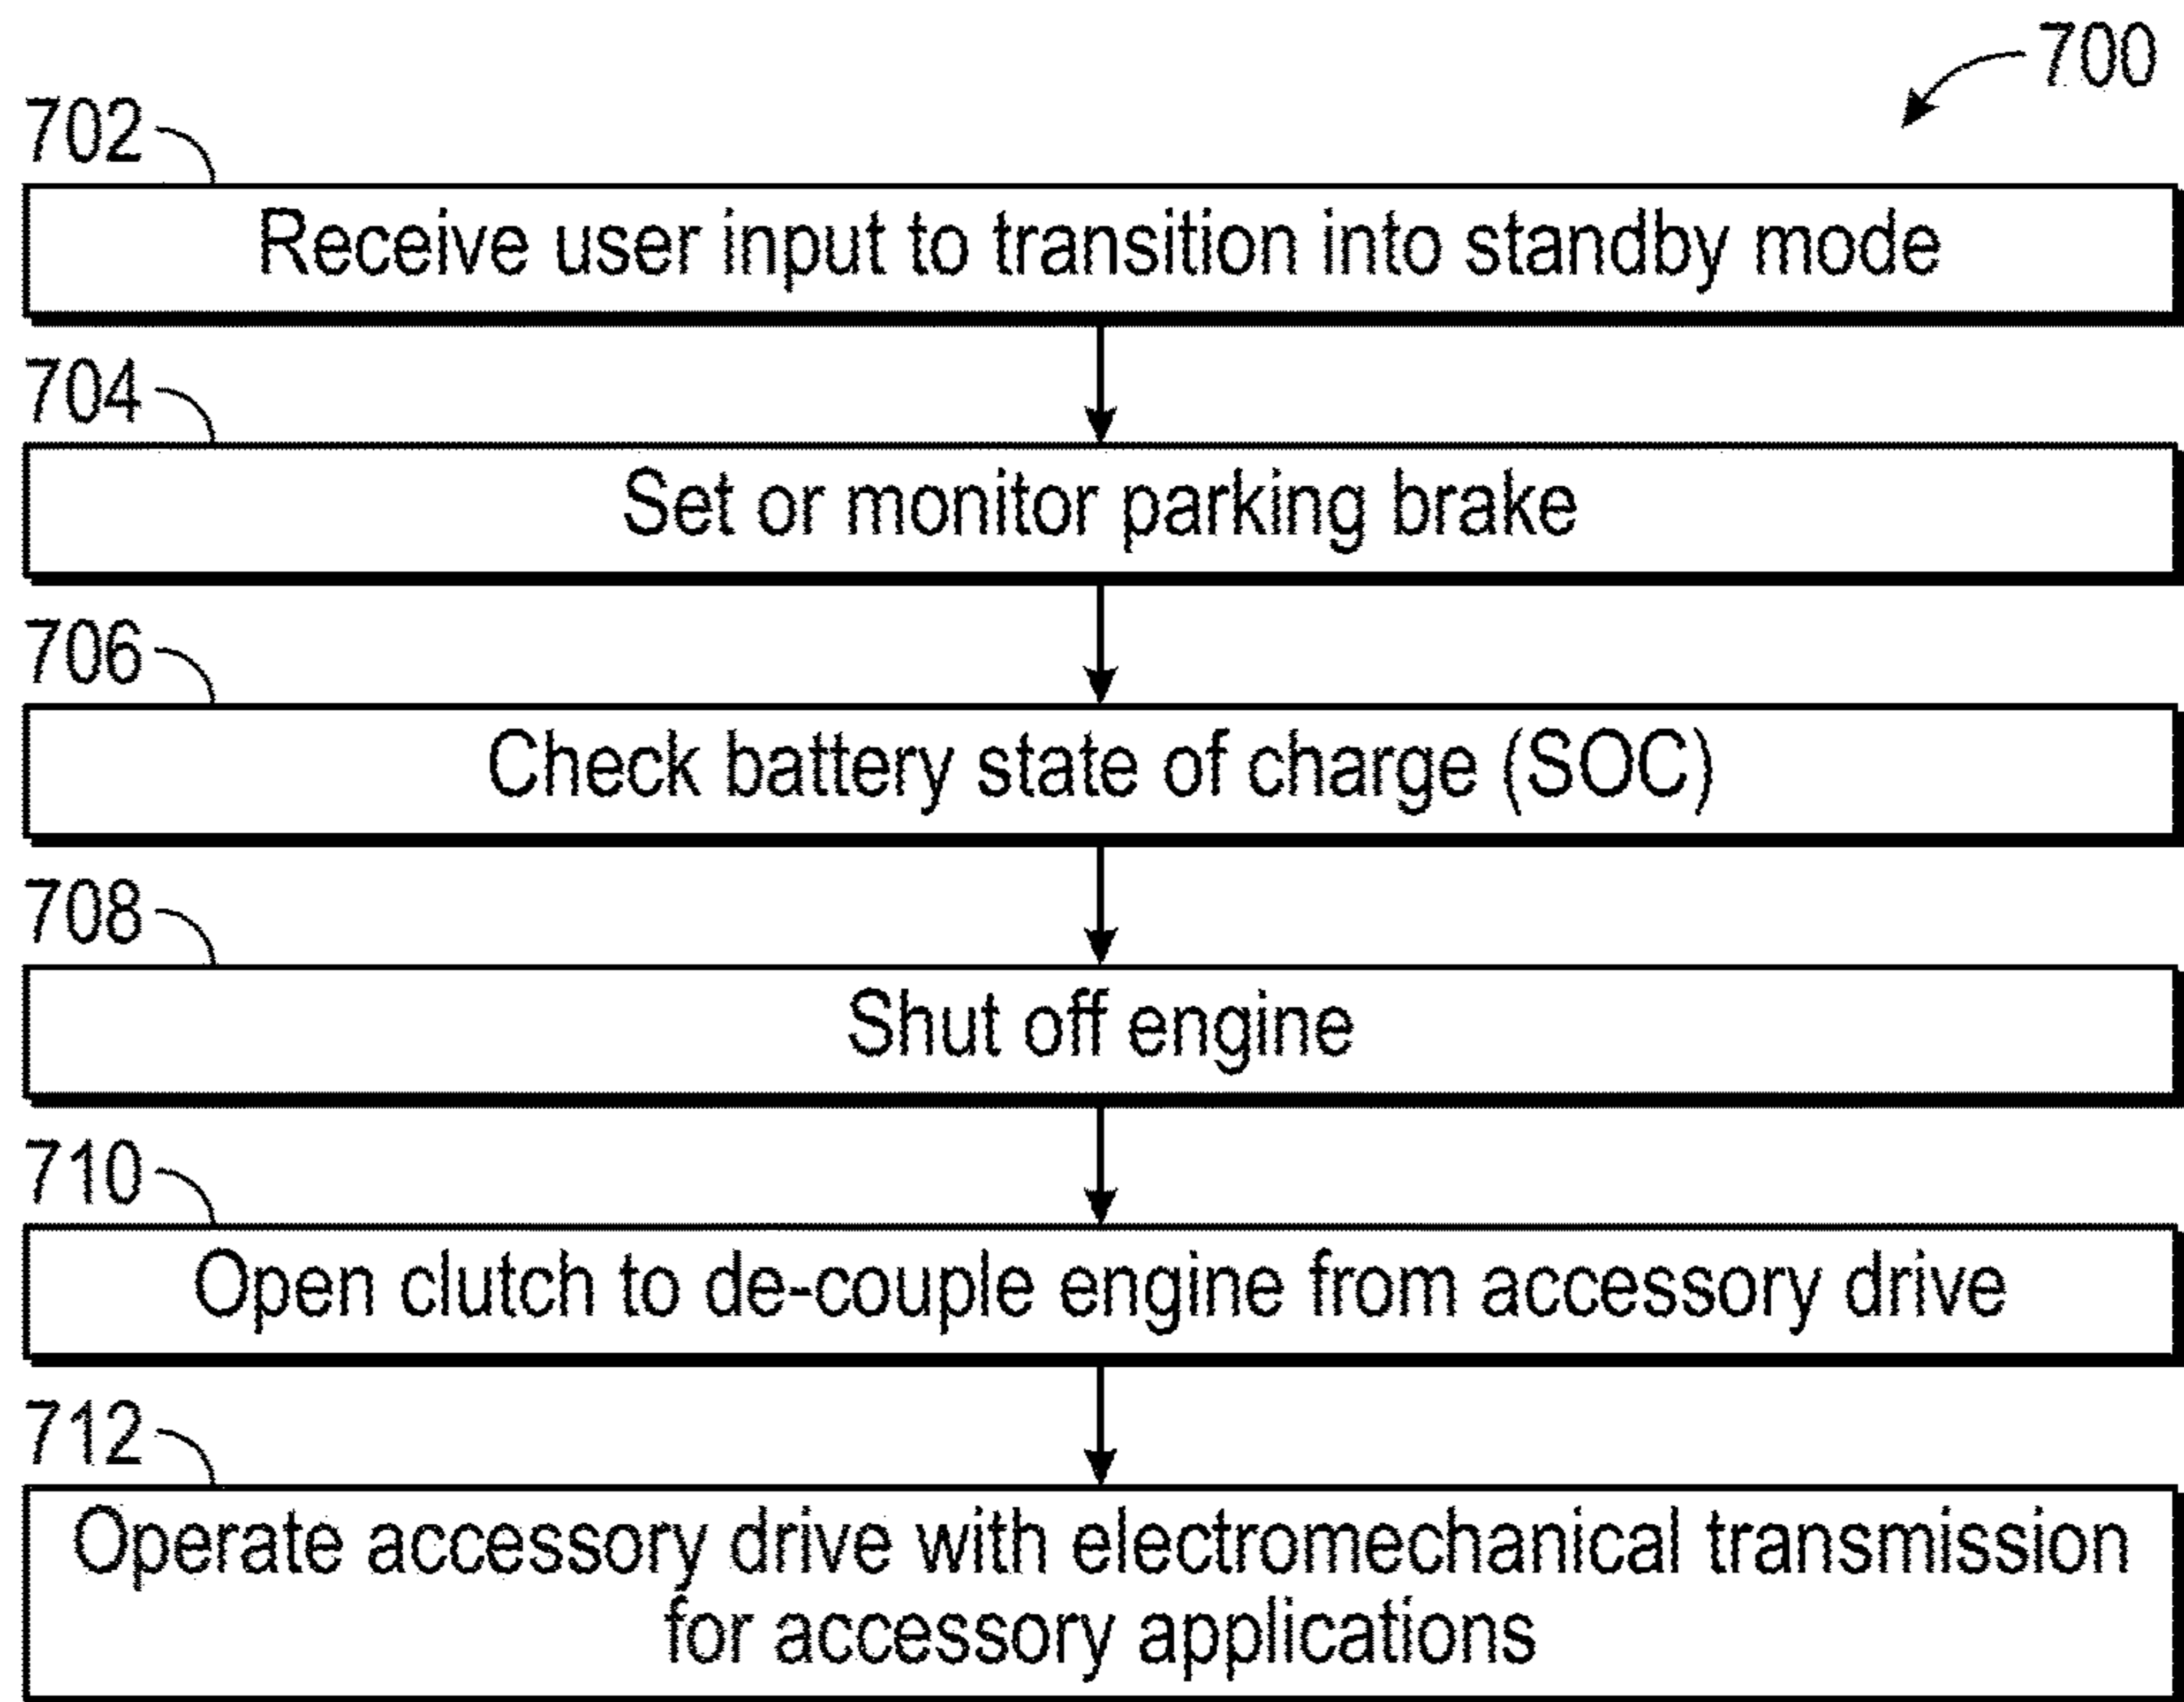 700
702
Receive user input to transition into standby mode
704
Set or monitor parking brake
706
Check battery state of charge (SOC)
708
Shut off engine
710
Open clutch to de-couple engine from accessory drive
712
Operate accessory drive with electromechanical transmission
for accessory applications